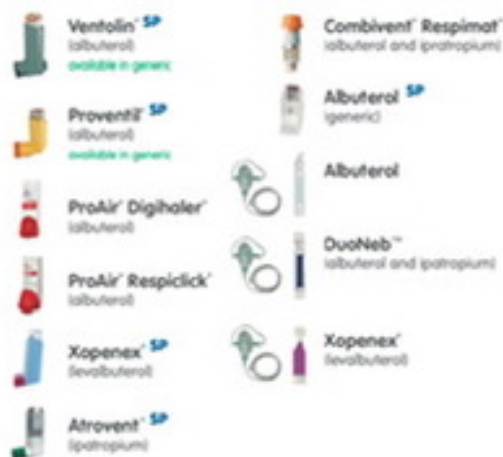 Ventolin® SP
(albuterol)
available in generic
Proventil® SP
(albuterol)
available in generic
ProAir® Digihaler®
(albuterol)
ProAir® Respiclick®
(albuterol)
Xopenex® SP
(levalbuterol)
Atrovent® SP
(ipatropium)
Combivent® Respimat®
(albuterol and ipratropium)
Albuterol SP
(generic)
Albuterol
DuoNeb™
(albuterol and ipatropium)
Xopenex®
(levalbuterol)